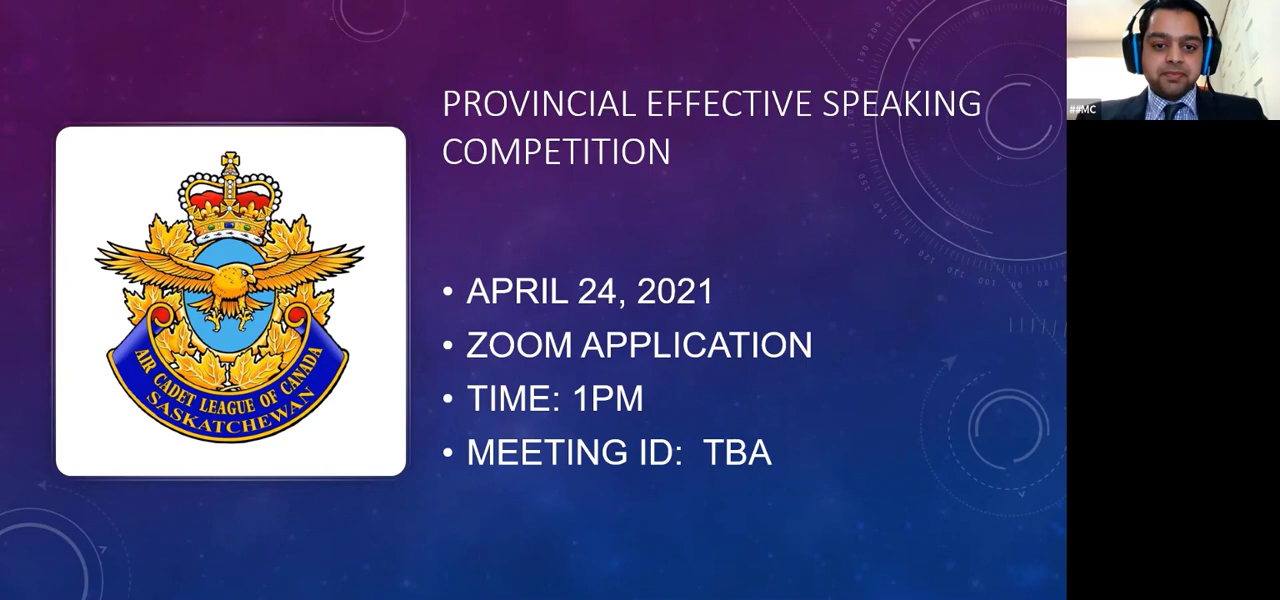 PROVINCIAL EFFECTIVE SPEAKING
COMPETITION
• APRIL 24, 2021
• ZOOM APPLICATION
• TIME: 1PM
• MEETING ID:  TBA
AIR CADET LEAGUE OF CANADA
SASKATCHEWAN
##MC